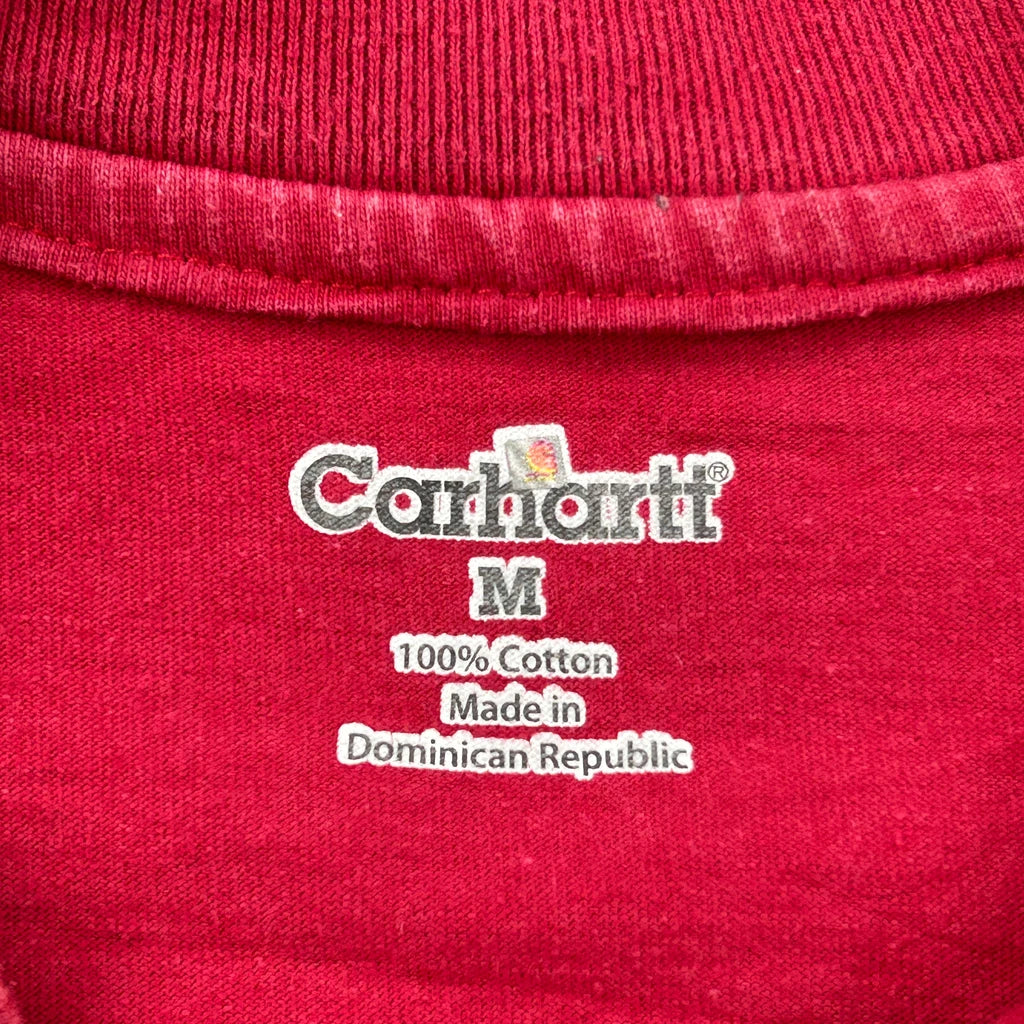 Carhartt®
M
100% Cotton
Made in
Dominican Republic